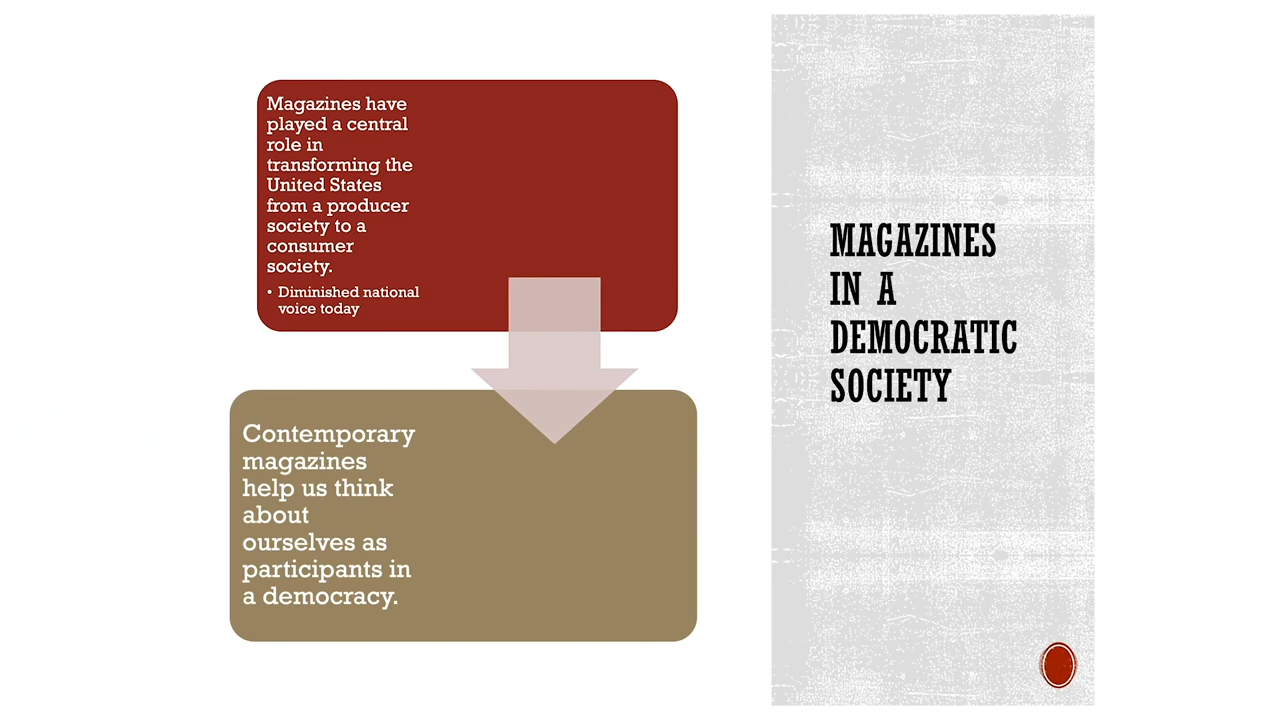 Magazines have
played a central
role in
transforming the
United States
from a producer
society to a
consumer
society.
• Diminished national
voice today
Contemporary
magazines
help us think
about
ourselves as
participants in
a democracy.
MAGAZINES
IN A
DEMOCRATIC
SOCIETY